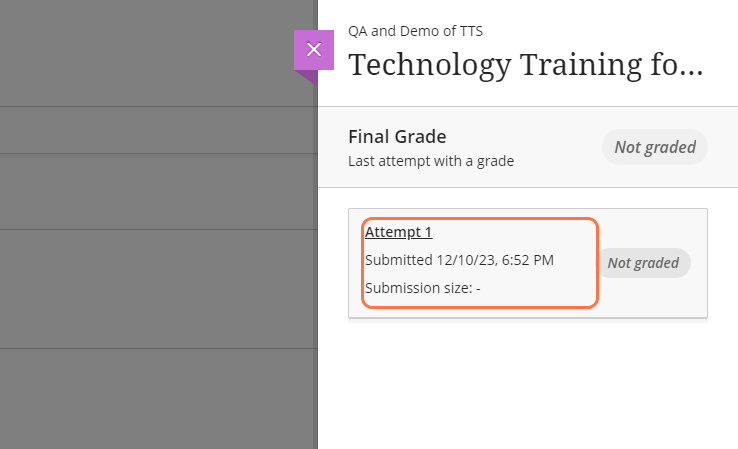 QA and Demo of TTS
Technology Training fo...
Final Grade
Last attempt with a grade
Not graded
Attempt 1
Submitted 12/10/23, 6:52 PM
Submission size: -
Not graded